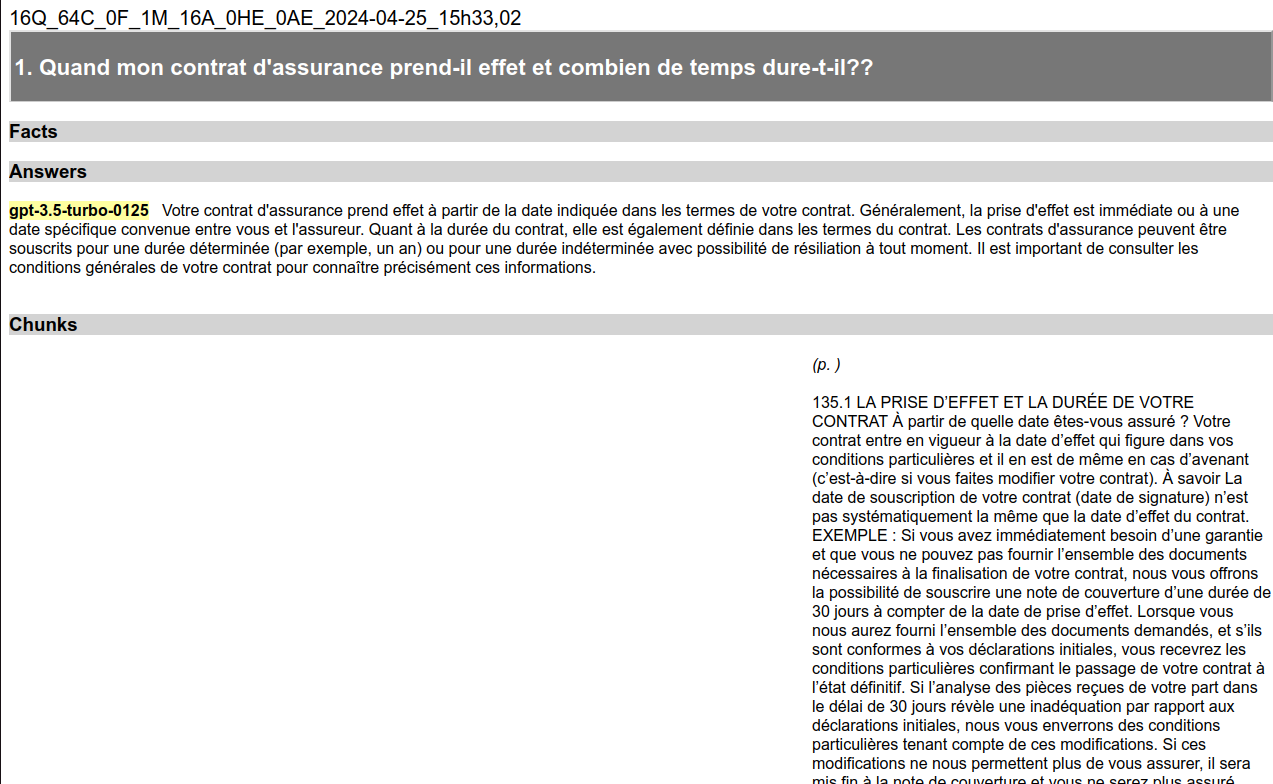 16Q_64C_0F_1M_16A_0HE_0AE_2024-04-25_15h33,02
1. Quand mon contrat d'assurance prend-il effet et combien de temps dure-t-il??
Facts
Answers
gpt-3.5-turbo-0125 Votre contrat d'assurance prend effet à partir de la date indiquée dans les termes de votre contrat. Généralement, la prise d'effet est immédiate ou à une
date spécifique convenue entre vous et l'assureur. Quant à la durée du contrat, elle est également définie dans les termes du contrat. Les contrats d'assurance peuvent être
souscrits pour une durée déterminée (par exemple, un an) ou pour une durée indéterminée avec possibilité de résiliation à tout moment. Il est important de consulter les
conditions générales de votre contrat pour connaître précisément ces informations.
Chunks
(p. )
135.1 LA PRISE D’EFFET ET LA DURÉE DE VOTRE
CONTRAT À partir de quelle date êtes-vous assuré ? Votre
contrat entre en vigueur à la date d’effet qui figure dans vos
conditions particulières et il en est de même en cas d’avenant
(c’est-à-dire si vous faites modifier votre contrat). À savoir La
date de souscription de votre contrat (date de signature) n’est
pas systématiquement la même que la date d’effet du contrat.
EXEMPLE : Si vous avez immédiatement besoin d’une garantie
et que vous ne pouvez pas fournir l’ensemble des documents
nécessaires à la finalisation de votre contrat, nous vous offrons
la possibilité de souscrire une note de couverture d’une durée de
30 jours à compter de la date de prise d’effet. Lorsque vous
nous aurez fourni l’ensemble des documents demandés, et s’ils
sont conformes à vos déclarations initiales, vous recevrez les
conditions particulières confirmant le passage de votre contrat à
l’état définitif. Si l’analyse des pièces reçues de votre part dans
le délai de 30 jours révèle une inadéquation par rapport aux
déclarations initiales, nous vous enverrons des conditions
particulières tenant compte de ces modifications. Si ces
modifications ne nous permettent plus de vous assurer, il sera
mis fin à la note de couverture et vous ne serez plus assuré